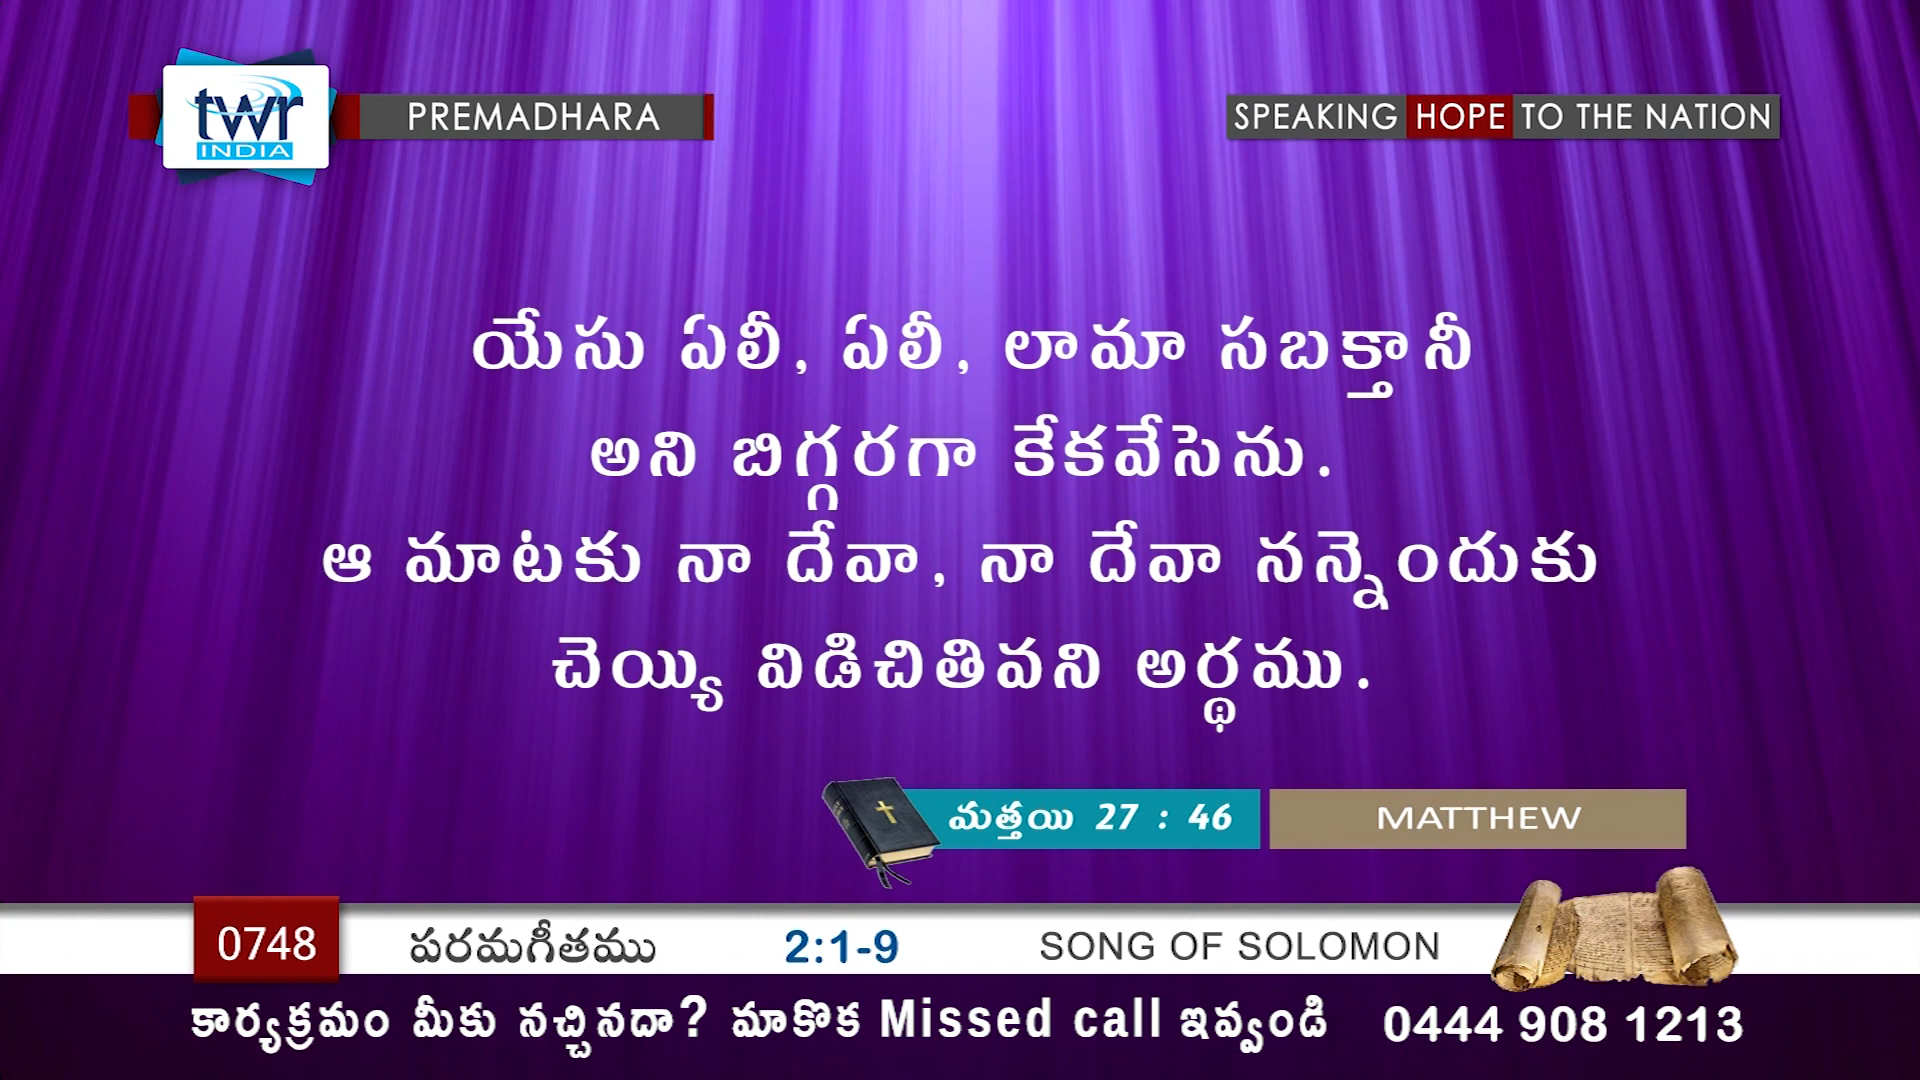 twr
INDIA
PREMADHARA
SPEAKING HOPE TO THE NATION
యేసు ఏలీ, ఏలీ, లామా సబక్తానీ
అని బిగ్గరగా కేకవేసెను.
ఆ మాటకు నా దేవా, నా దేవా నన్నెందుకు
చెయ్యి విడిచితివని అర్థము.
మత్తయి 27 : 46
MATTHEW
0748 పరమగీతము 2:1-9 SONG OF SOLOMON
కార్యక్రమం మీకు నచ్చినదా? మాకొక Missed call ఇవ్వండి 0444 908 1213